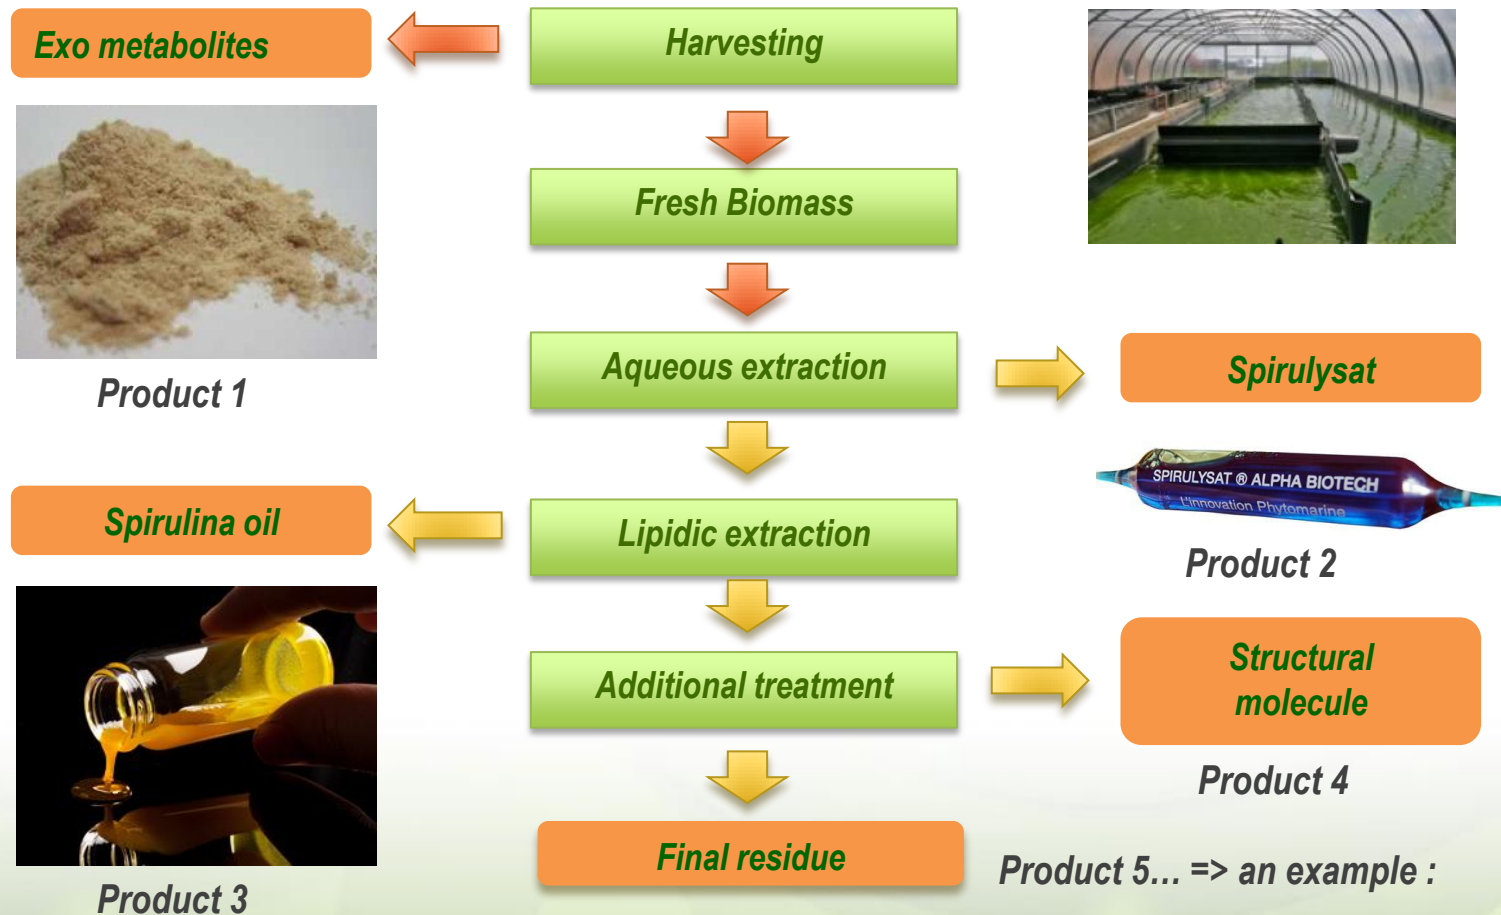 Exo metabolites
Harvesting
Fresh Biomass
Aqueous extraction
Spirulysat
Product 1
SPIRULYSAT ® ALPHA BIOTECH
L'innovation Phytomarine
Spirulina oil
Lipidic extraction
Product 2
Additional treatment
Structural
molecule
Product 4
Final residue
Product 5... => an example :
Product 3